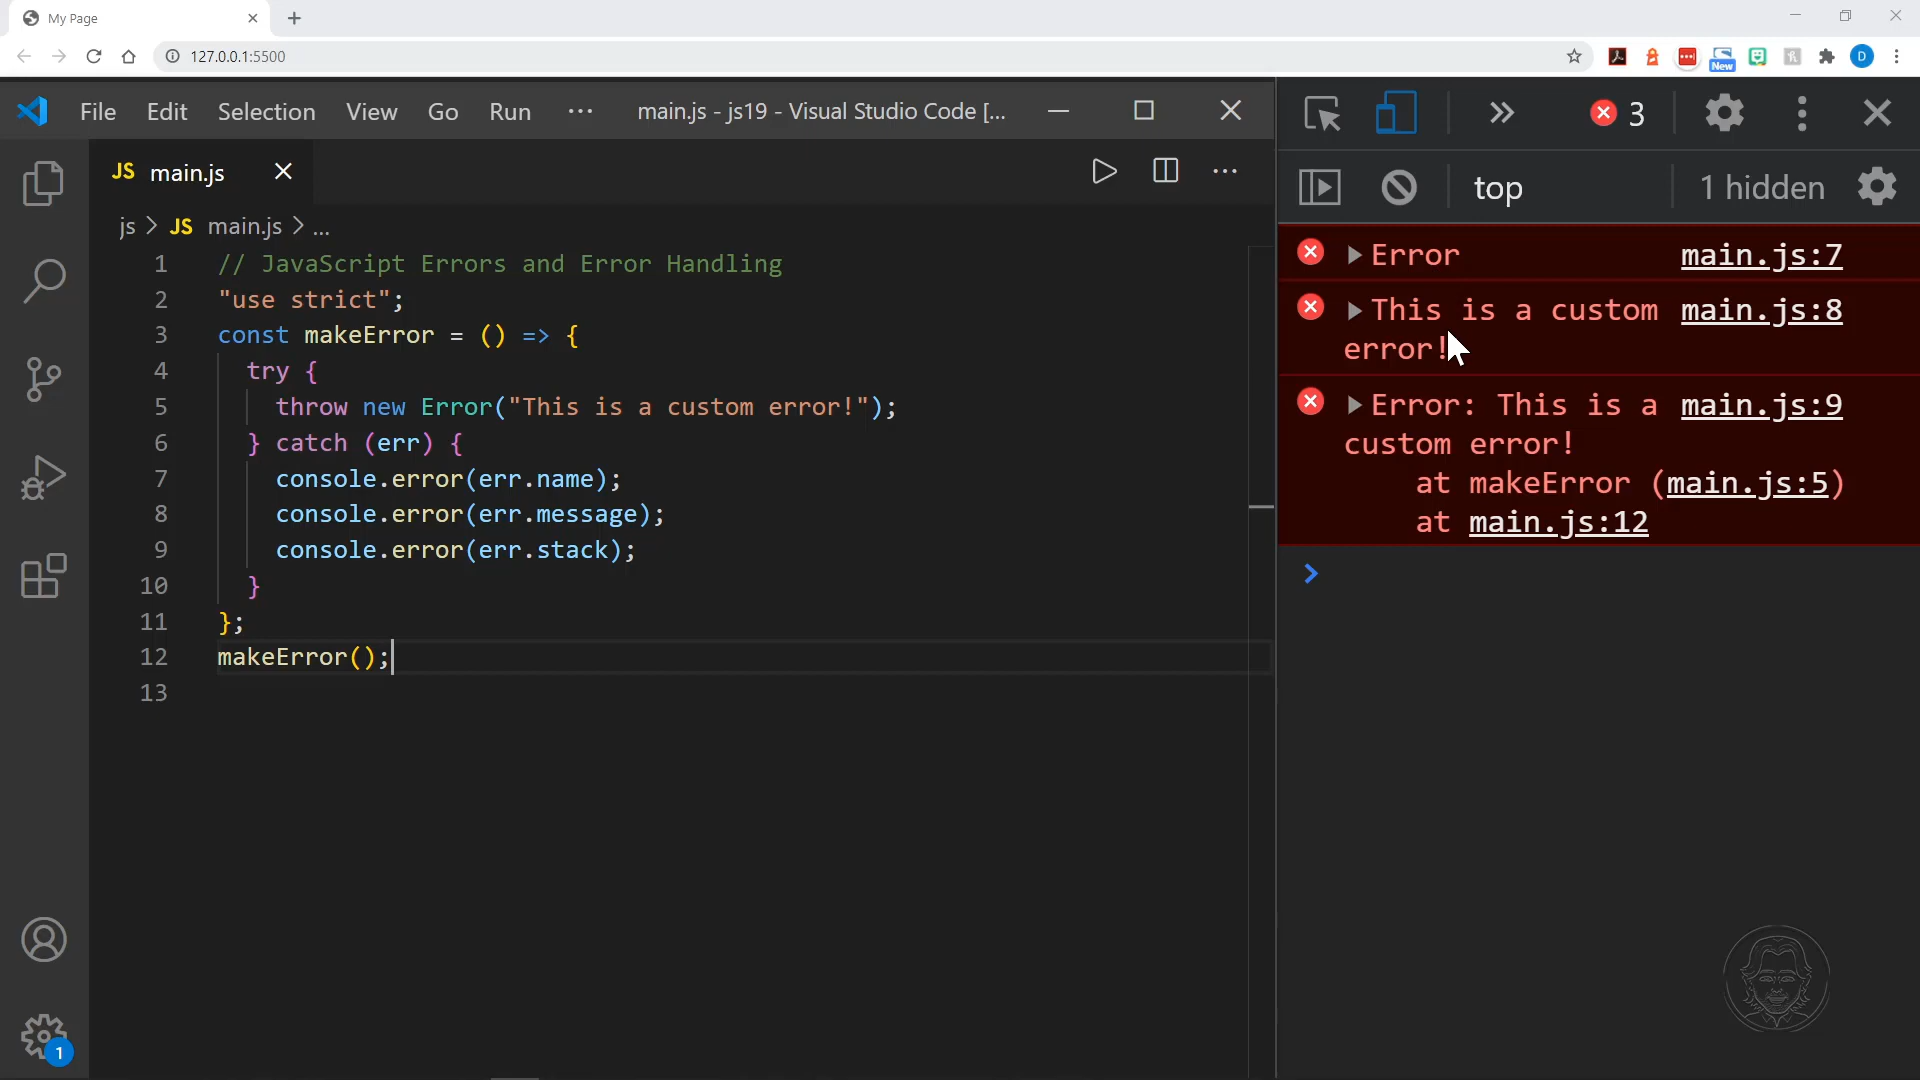 My Page
127.0.0.1:5500
New
D
File Edit Selection View Go Run ··· main.js - js19 - Visual Studio Code [...
3
JS main.js
top
1 hidden
js > JS main.js > ...
1 // JavaScript Errors and Error Handling
2 "use strict";
3 const makeError = () => {
4 try {
5 throw new Error("This is a custom error!");
6 } catch (err) {
7 console.error(err.name);
8 console.error(err.message);
9 console.error(err.stack);
10 }
11 };
12 makeError();
13
Error main.js:7
This is a custom main.js:8
error!
Error: This is a main.js:9
custom error!
at makeError (main.js:5)
at main.js:12
1